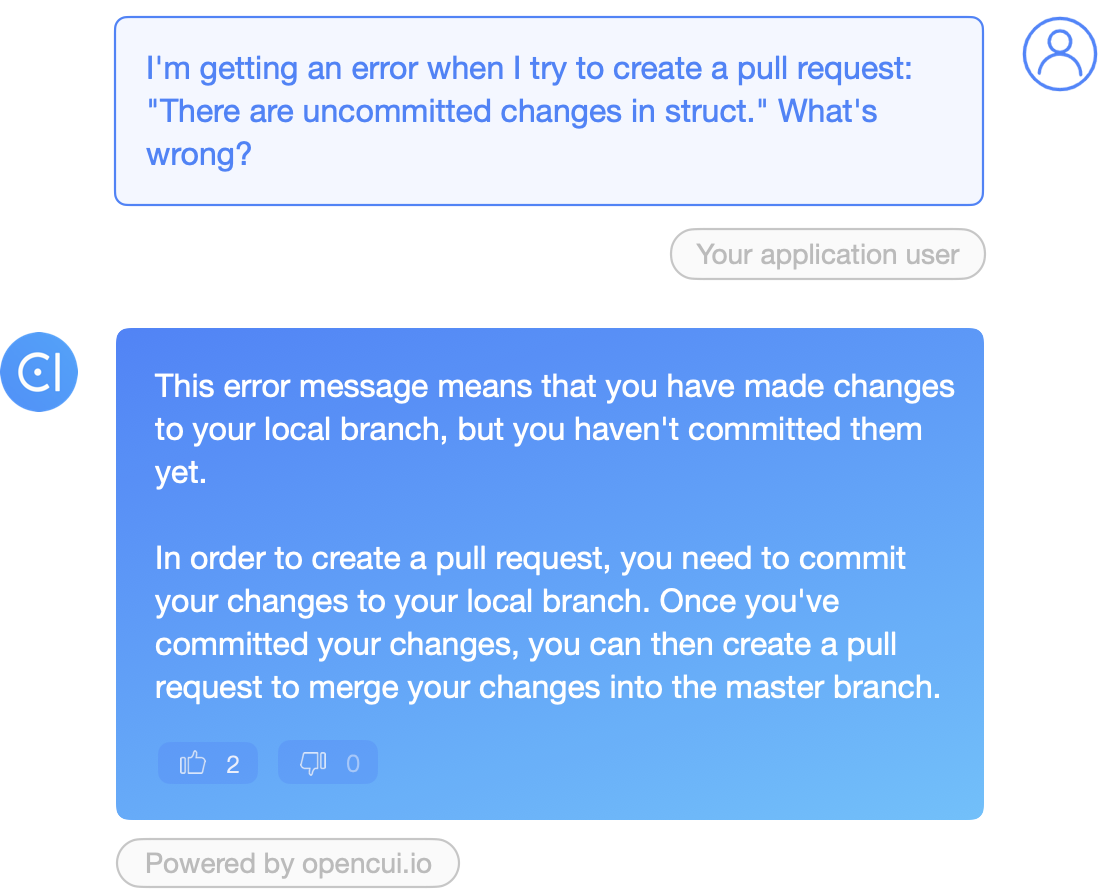 I'm getting an error when I try to create a pull request:
"There are uncommitted changes in struct." What's
wrong?
Your application user
This error message means that you have made changes
to your local branch, but you haven't committed them
yet.
In order to create a pull request, you need to commit
your changes to your local branch. Once you've
committed your changes, you can then create a pull
request to merge your changes into the master branch.
2 0
Powered by opencui.io